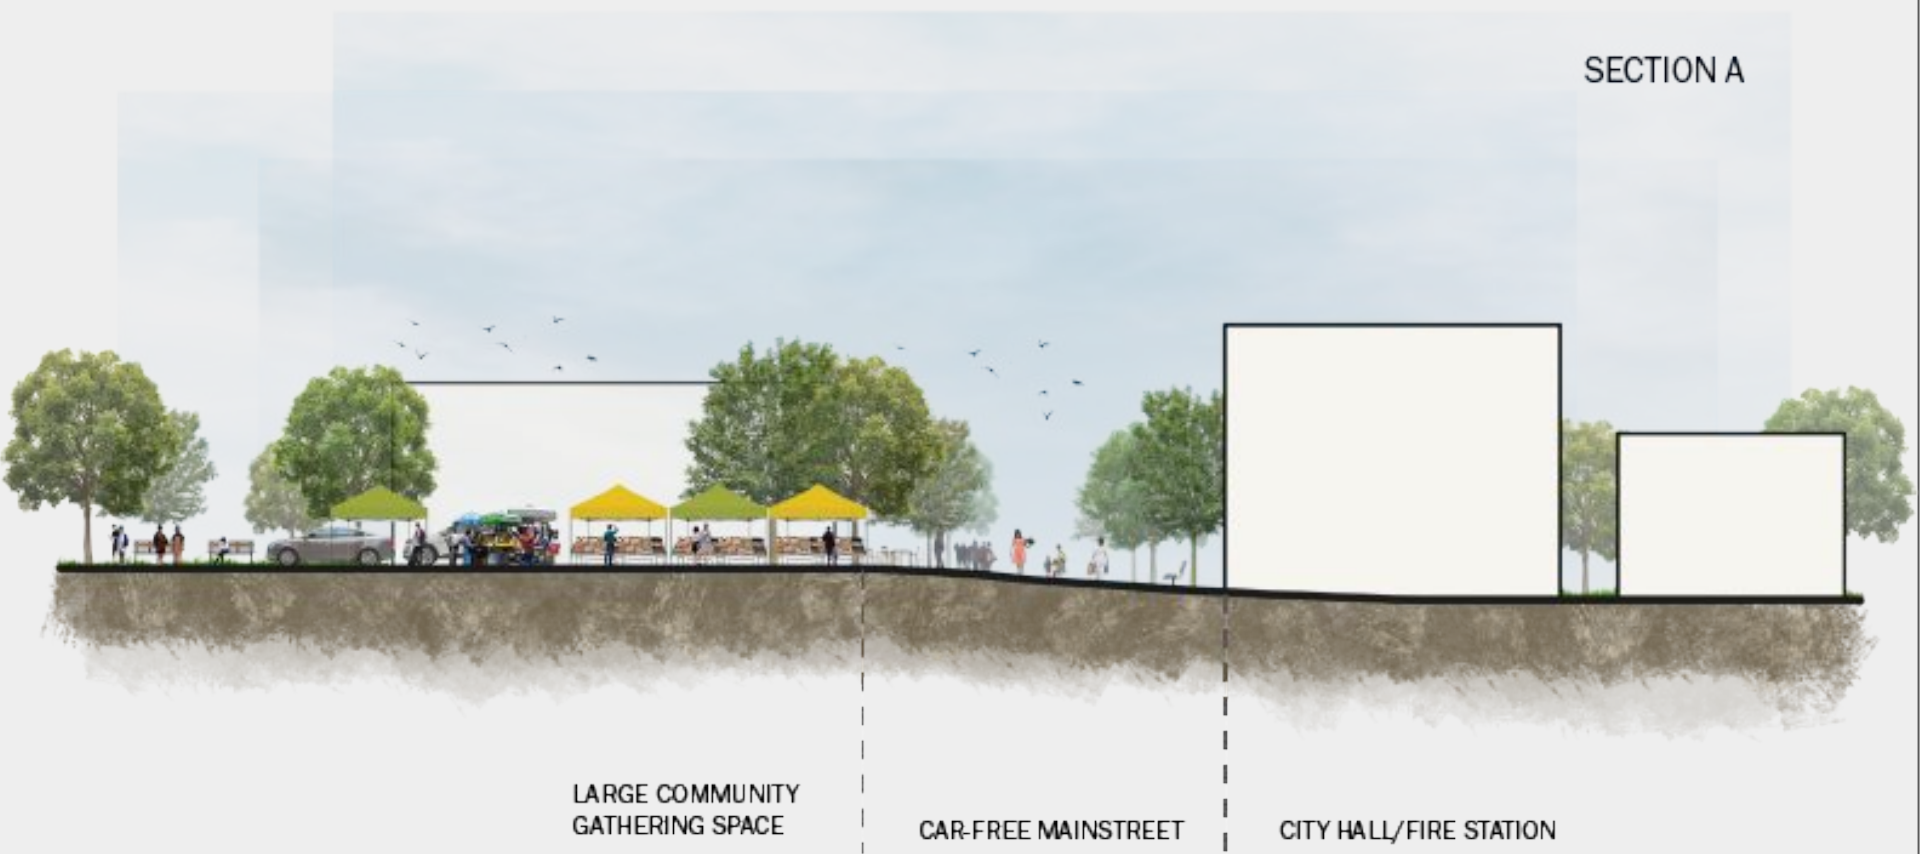 SECTION A
LARGE COMMUNITY
GATHERING SPACE
CAR-FREE MAINSTREET
CITY HALL/FIRE STATION